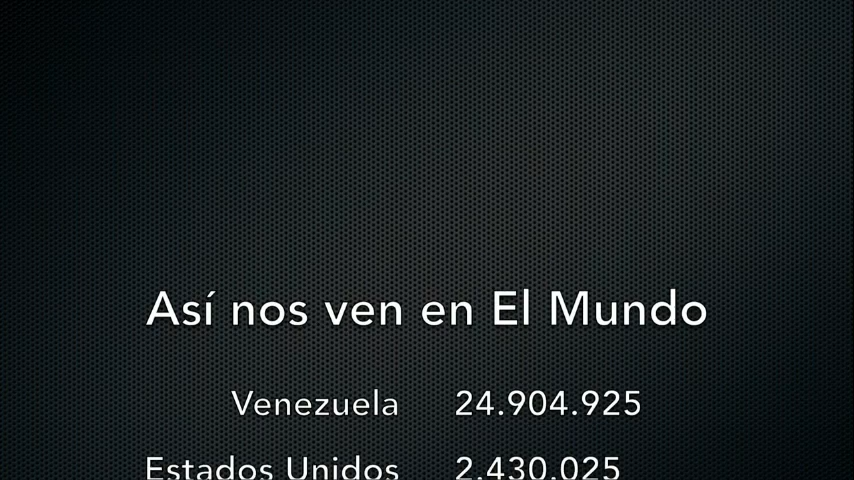 Así nos ven en El Mundo
Venezuela 24.904.925
Estados Unidos 2.430.025